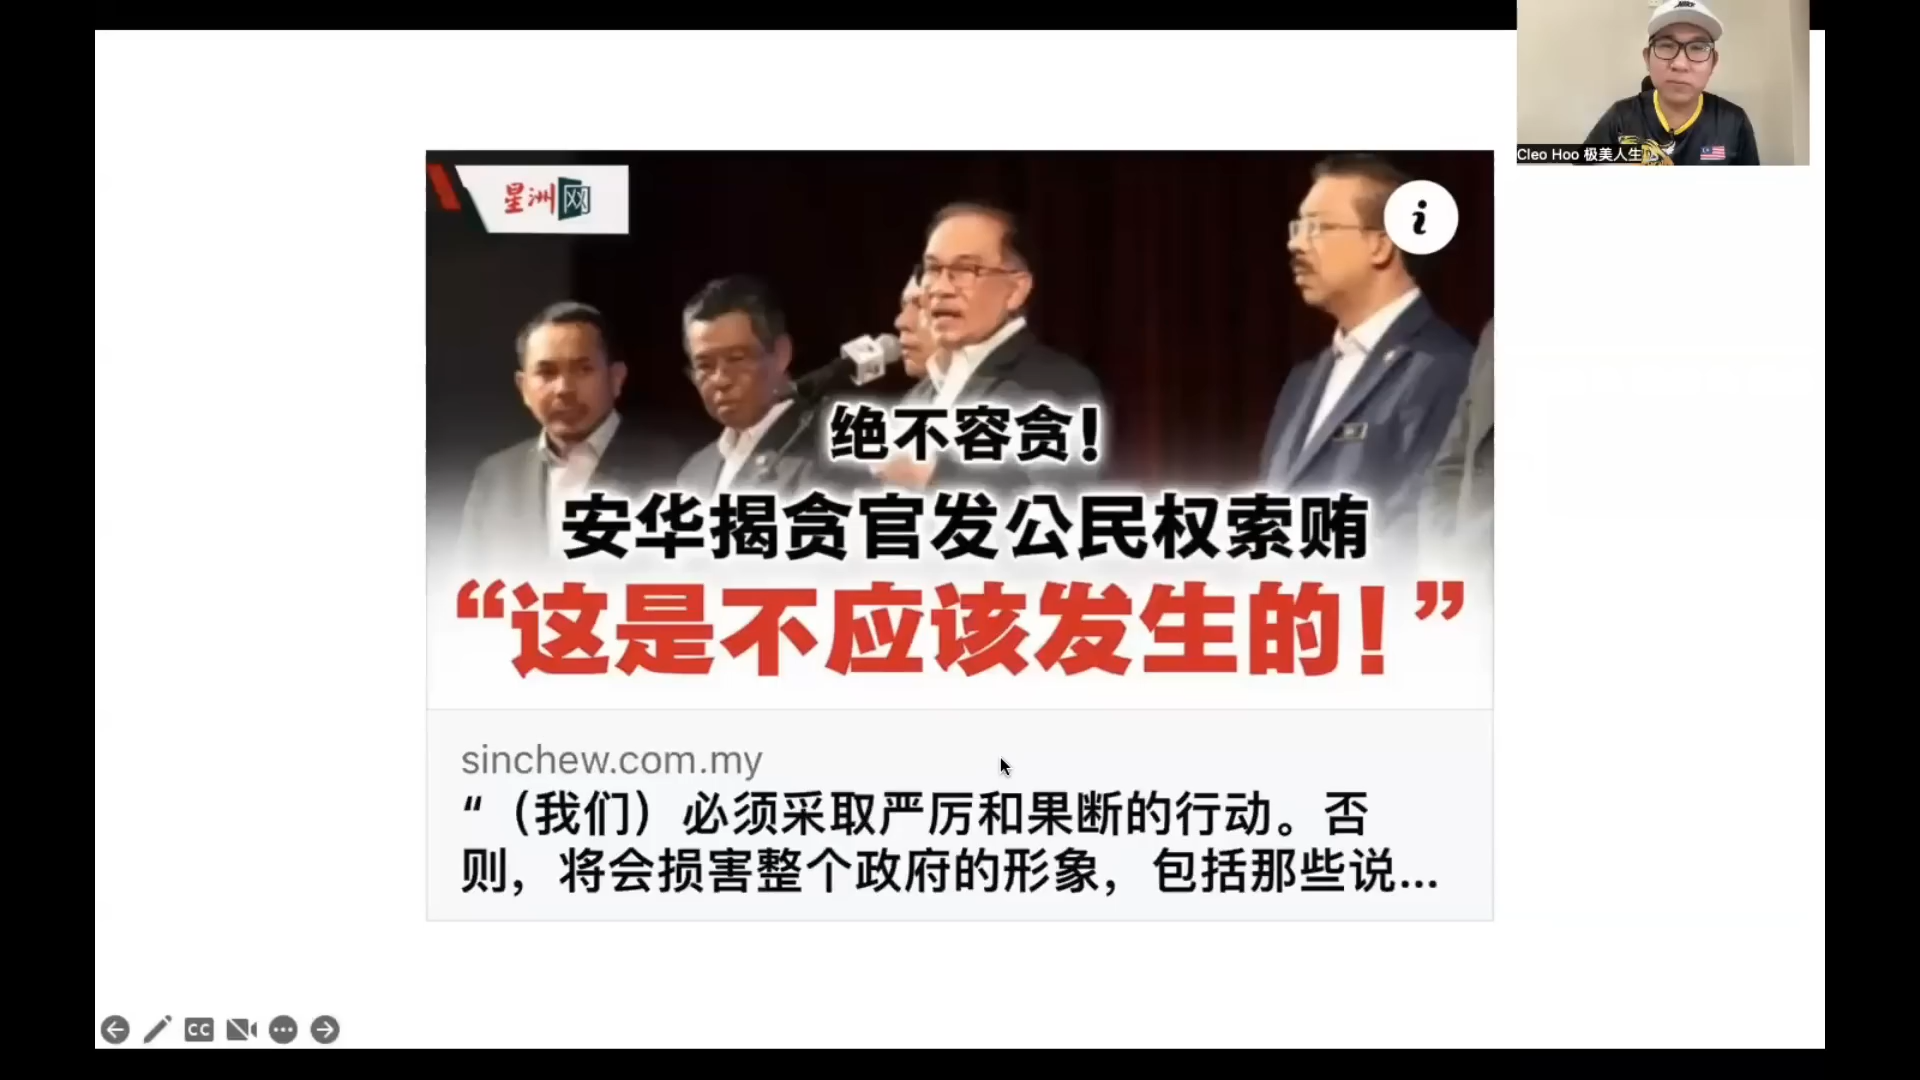 星洲网
绝不容贪！
安华揭贪官发公民权索贿
“这是不应该发生的！”
sinchew.com.my
“（我们）必须采取严厉和果断的行动。否
则，将会损害整个政府的形象，包括那些说...
Cleo Hoo 极美人生
CC